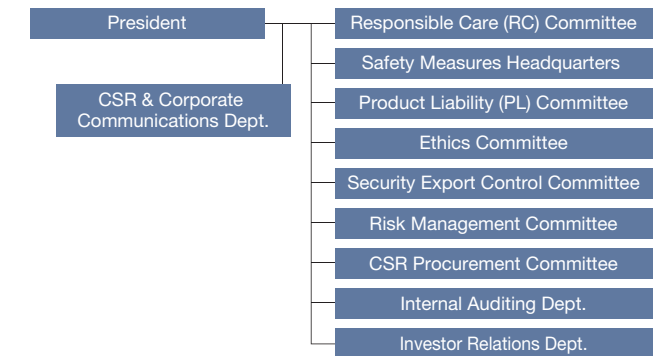 President
Responsible Care (RC) Committee
Safety Measures Headquarters
CSR & Corporate
Communications Dept.
Product Liability (PL) Committee
Ethics Committee
Security Export Control Committee
Risk Management Committee
CSR Procurement Committee
Internal Auditing Dept.
Investor Relations Dept.